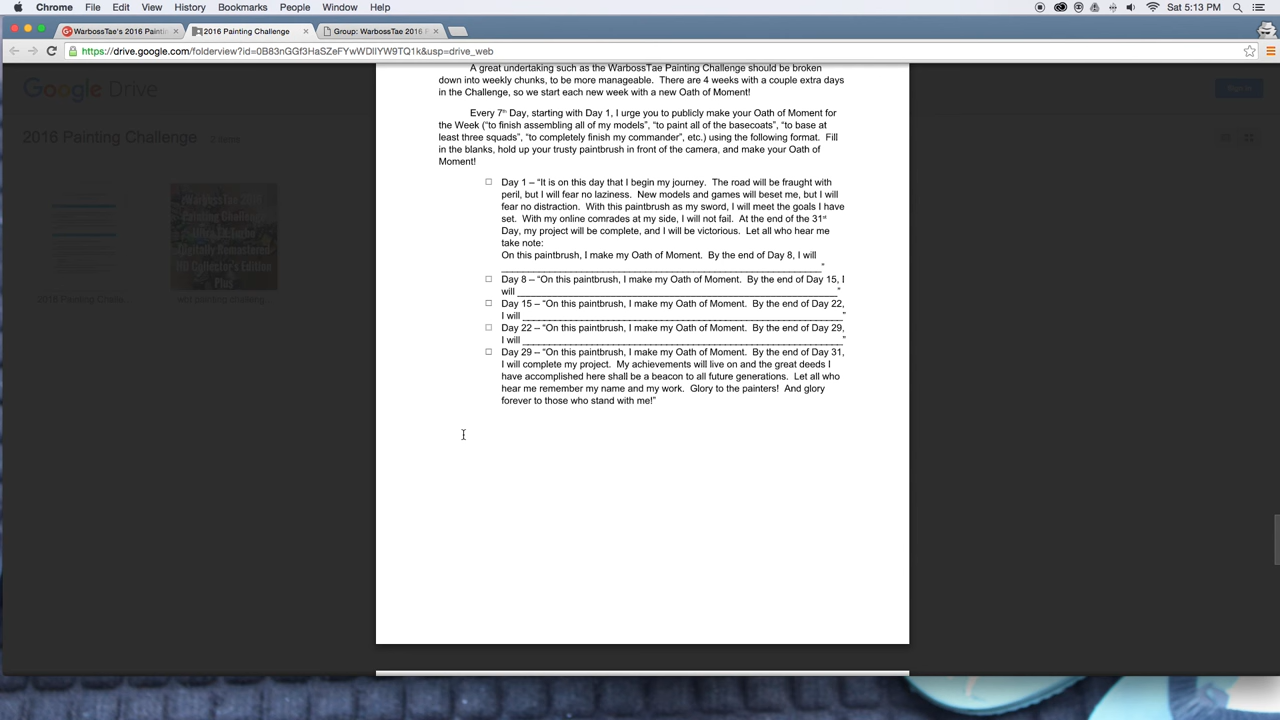 Chrome File Edit View History Bookmarks People Window Help Sat 5:13 PM
WarbossTae's 2016 Paintin 2016 Painting Challenge Group: WarbossTae 2016 P
https://drive.google.com/folderview?id=0B83nGGf3HaSZeFYwWDlIYW9TQ1k&usp=drive_web
Google Drive
2016 Painting Challenge
A great undertaking such as the WarbossTae Painting Challenge should be broken
down into weekly chunks, to be more manageable. There are 4 weeks with a couple extra days
in the Challenge, so we start each new week with a new Oath of Moment!
Every 7th Day, starting with Day 1, I urge you to publicly make your Oath of Moment for
the Week (“to finish assembling all of my models”, “to paint all of the basecoats”, “to base at
least three squads”, “to completely finish my commander”, etc.) using the following format. Fill
in the blanks, hold up your trusty paintbrush in front of the camera, and make your Oath of
Moment!
Day 1 – “It is on this day that I begin my journey. The road will be fraught with
peril, but I will fear no laziness. New models and games will beset me, but I will
fear no distraction. With this paintbrush as my sword, I will meet the goals I have
set. With my online comrades at my side, I will not fail. At the end of the 31st
Day, my project will be complete, and I will be victorious. Let all who hear me
take note:
On this paintbrush, I make my Oath of Moment. By the end of Day 8, I will
____________________________________________________________”
Day 8 – “On this paintbrush, I make my Oath of Moment. By the end of Day 15, I
will ____________________________________________________________”
Day 15 – “On this paintbrush, I make my Oath of Moment. By the end of Day 22,
I will ____________________________________________________________”
Day 22 – “On this paintbrush, I make my Oath of Moment. By the end of Day 29,
I will ____________________________________________________________”
Day 29 – “On this paintbrush, I make my Oath of Moment. By the end of Day 31,
I will complete my project. My achievements will live on and the great deeds I
have accomplished here shall be a beacon to all future generations. Let all who
hear me remember my name and my work. Glory to the painters! And glory
forever to those who stand with me!”